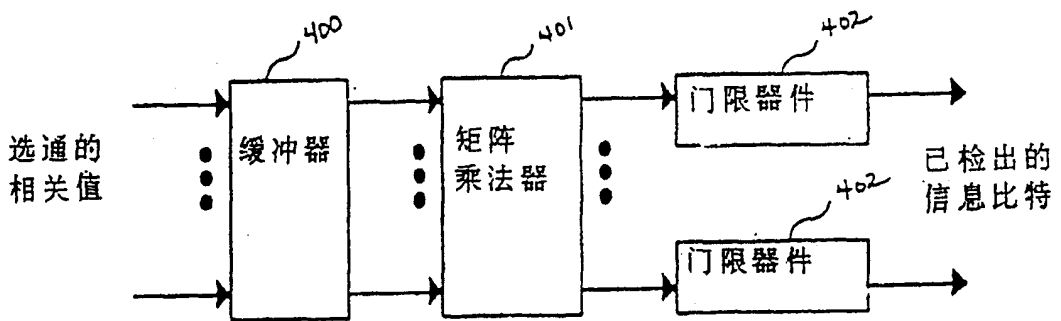 400
401
402
选通的
相关值
缓冲器
矩阵
乘法器
门限器件
已检出的
信息比特
402
门限器件